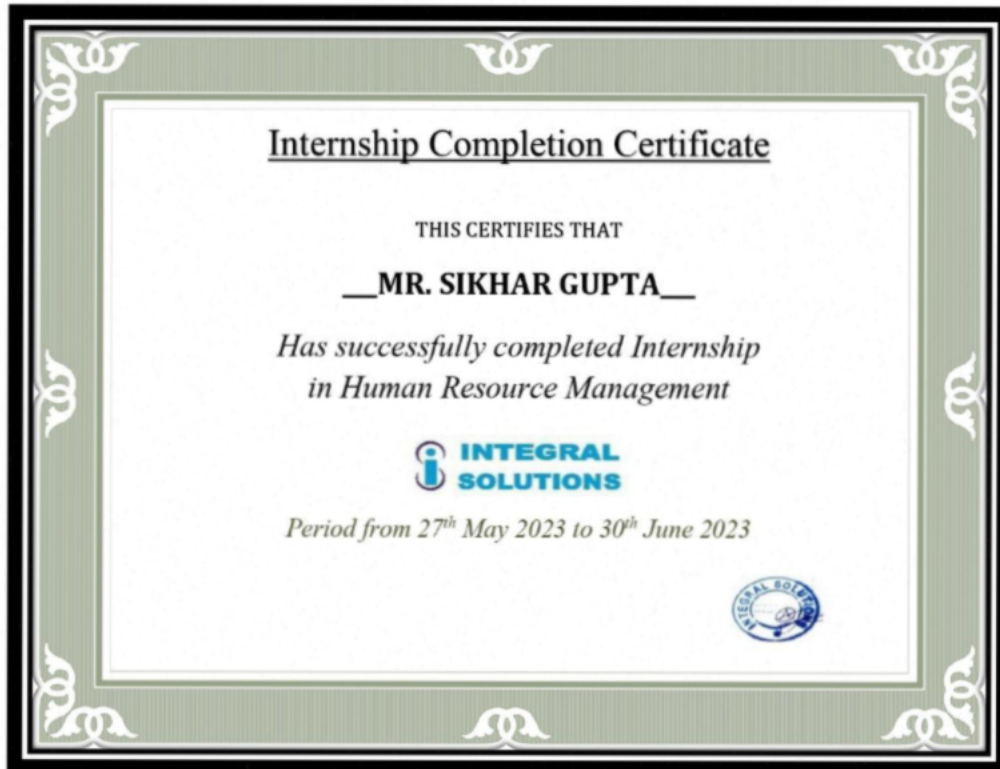 Internship Completion Certificate
THIS CERTIFIES THAT
__MR. SIKHAR GUPTA__
Has successfully completed Internship
in Human Resource Management
INTEGRAL
SOLUTIONS
Period from 27th May 2023 to 30th June 2023
INTEGRAL SOLUTIONS